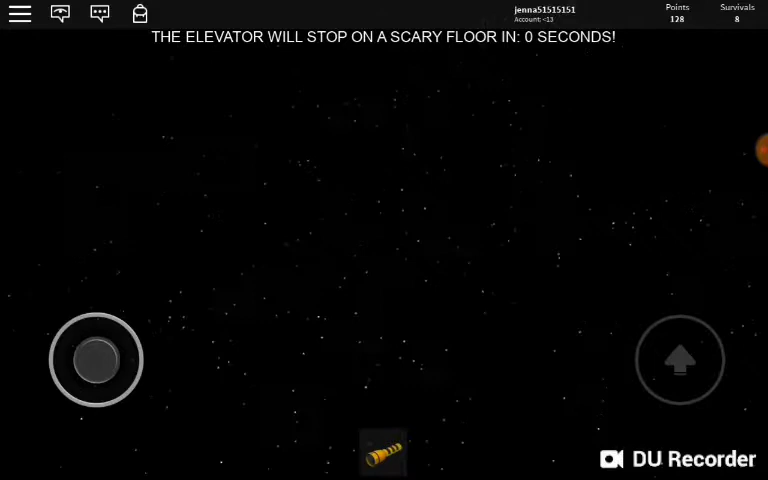 jenna51515151
Account: <13
Points
128
Survivals
8
THE ELEVATOR WILL STOP ON A SCARY FLOOR IN: 0 SECONDS!
DU Recorder